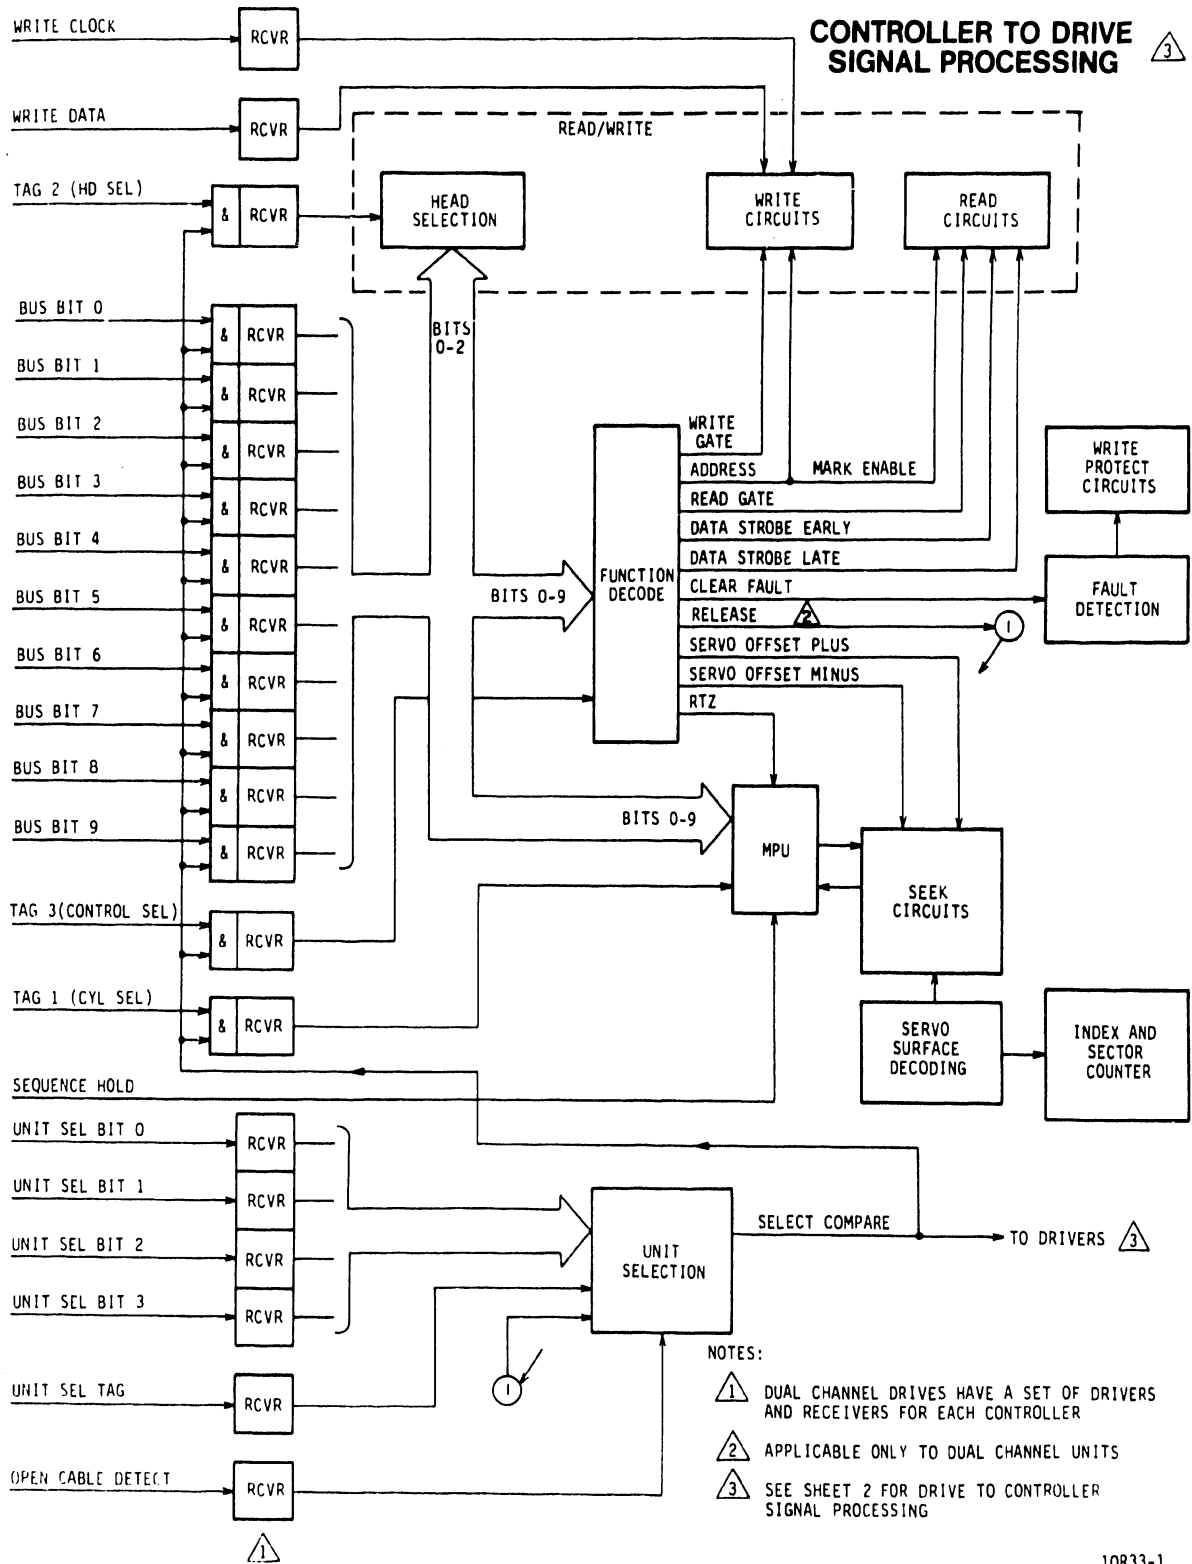 CONTROLLER TO DRIVE
SIGNAL PROCESSING
3
WRITE CLOCK
RCVR
WRITE DATA
RCVR
READ/WRITE
TAG 2 (HD SEL)
&
RCVR
HEAD
SELECTION
WRITE
CIRCUITS
READ
CIRCUITS
BUS BIT 0
&
RCVR
BITS
0-2
BUS BIT 1
&
RCVR
BUS BIT 2
&
RCVR
BUS BIT 3
&
RCVR
BUS BIT 4
&
RCVR
BUS BIT 5
&
RCVR
BUS BIT 6
&
RCVR
BUS BIT 7
&
RCVR
BUS BIT 8
&
RCVR
BUS BIT 9
&
RCVR
BITS 0-9
FUNCTION
DECODE
WRITE
GATE
ADDRESS
MARK ENABLE
READ GATE
DATA STROBE EARLY
DATA STROBE LATE
CLEAR FAULT
RELEASE
2
1
SERVO OFFSET PLUS
SERVO OFFSET MINUS
RTZ
WRITE
PROTECT
CIRCUITS
FAULT
DETECTION
BITS 0-9
MPU
SEEK
CIRCUITS
TAG 3(CONTROL SEL)
&
RCVR
TAG 1 (CYL SEL)
&
RCVR
SERVO
SURFACE
DECODING
INDEX AND
SECTOR
COUNTER
SEQUENCE HOLD
UNIT SEL BIT 0
RCVR
UNIT SEL BIT 1
RCVR
UNIT SEL BIT 2
RCVR
UNIT SEL BIT 3
RCVR
UNIT
SELECTION
SELECT COMPARE
TO DRIVERS
3
1
UNIT SEL TAG
RCVR
OPEN CABLE DETECT
RCVR
1
NOTES:
1 DUAL CHANNEL DRIVES HAVE A SET OF DRIVERS
AND RECEIVERS FOR EACH CONTROLLER
2 APPLICABLE ONLY TO DUAL CHANNEL UNITS
3 SEE SHEET 2 FOR DRIVE TO CONTROLLER
SIGNAL PROCESSING
10R33-1